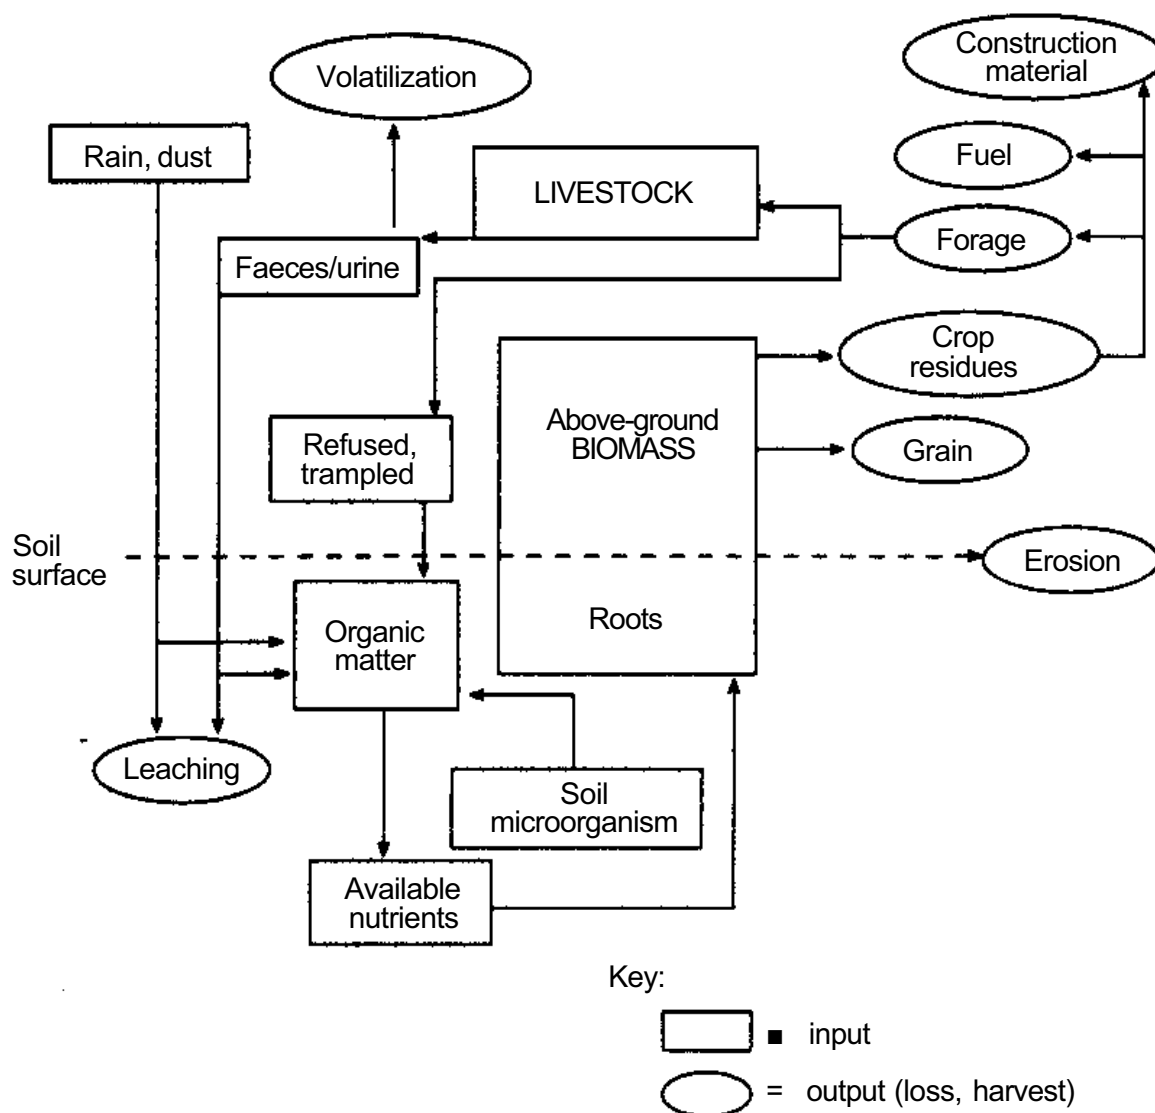 Construction
material
Volatilization
Rain, dust
Fuel
LIVESTOCK
Forage
Faeces/urine
Crop
residues
Above-ground
BIOMASS
Grain
Refused,
trampled
Soil
surface
Erosion
Roots
Organic
matter
Leaching
Soil
microorganism
Available
nutrients
Key:
■ input
= output (loss, harvest)